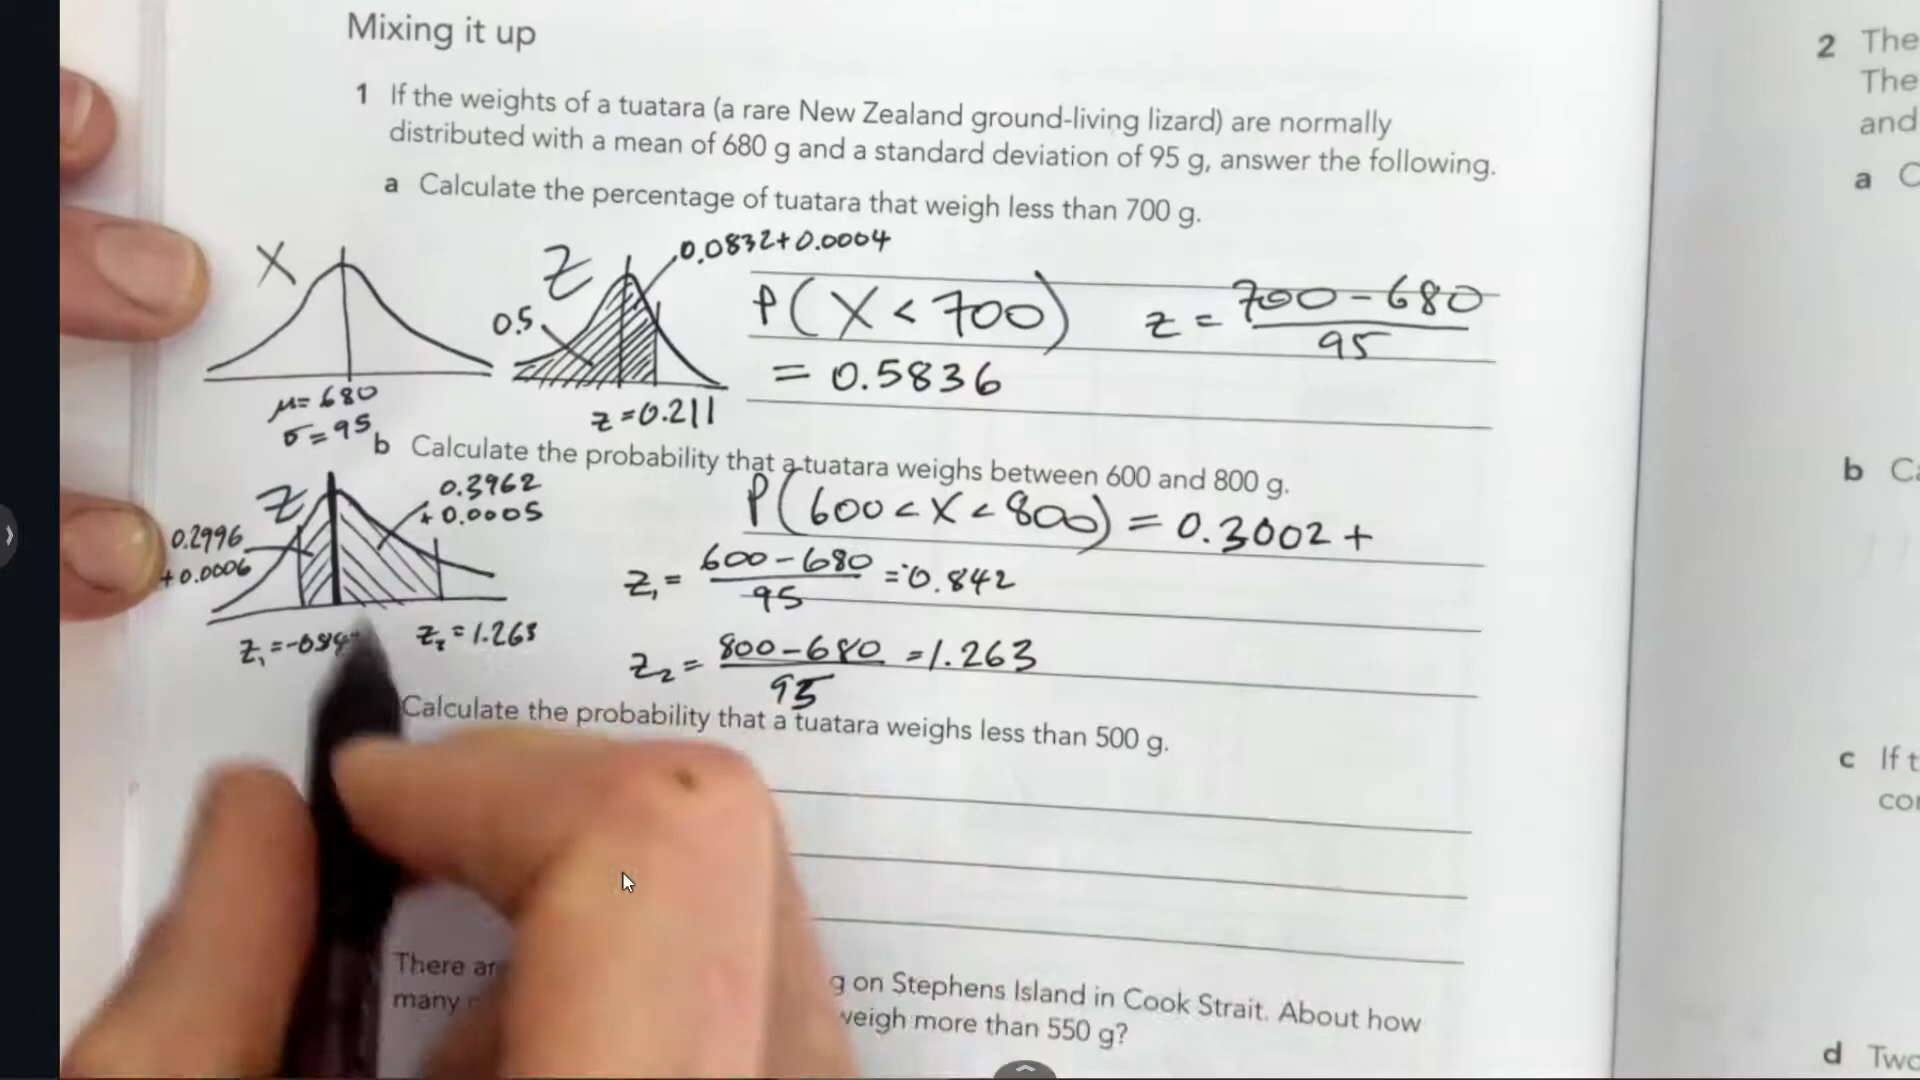 Mixing it up
1 If the weights of a tuatara (a rare New Zealand ground-living lizard) are normally
distributed with a mean of 680 g and a standard deviation of 95 g, answer the following.
a Calculate the percentage of tuatara that weigh less than 700 g.
X
μ=680
σ=95
Z
0.0832+0.0004
0.5
z=0.211
P(X<700)
z = 700-680
95
= 0.5836
b Calculate the probability that a tuatara weighs between 600 and 800 g.
Z
0.3962
+0.0005
0.2996
+0.0006
Z₂=1.263
P(600<X<800) = 0.3002+
Z₁= 600-680 =-0.842
95
Z₂= 800-680 =1.263
95
Calculate the probability that a tuatara weighs less than 500 g.
There
many
g on Stephens Island in Cook Strait. About how
weigh more than 550 g?
2 The
The
and
a
b
c If
d Two